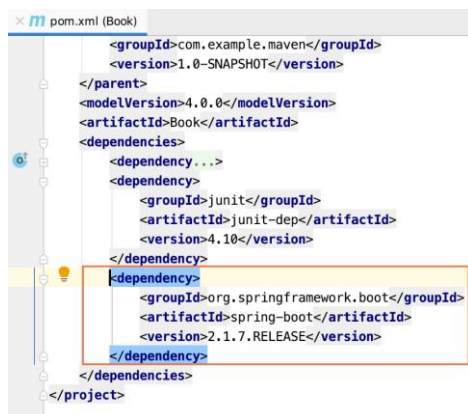 pom.xml (Book)
<groupId>com.example.maven</groupId>
<version>1.0-SNAPSHOT</version>
</parent>
<modelVersion>4.0.0</modelVersion>
<artifactId>Book</artifactId>
<dependencies>
<dependency...>
<dependency>
<groupId>junit</groupId>
<artifactId>junit-dep</artifactId>
<version>4.10</version>
</dependency>
<dependency>
<groupId>org.springframework.boot</groupId>
<artifactId>spring-boot</artifactId>
<version>2.1.7.RELEASE</version>
</dependency>
</dependencies>
</project>